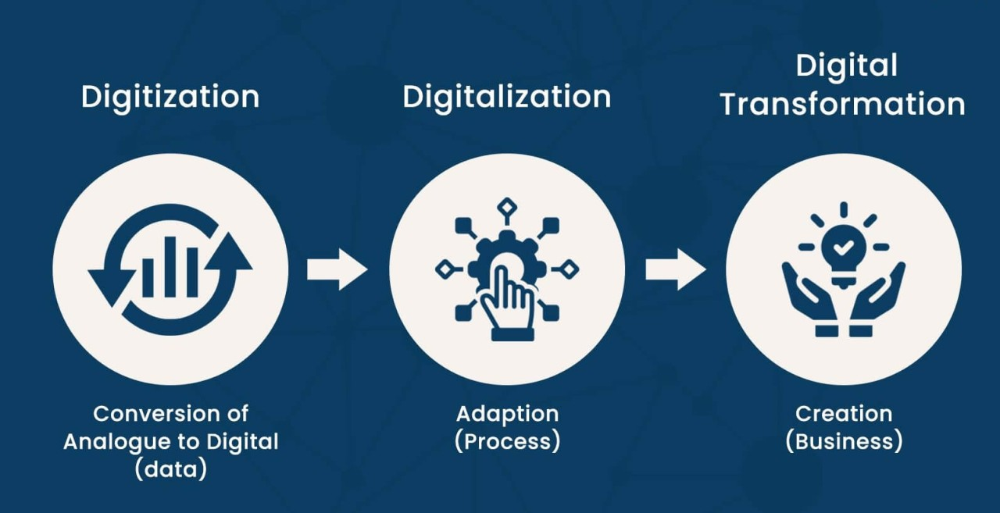 Digitization
Conversion of
Analogue to Digital
(data)
Digitalization
Adaption
(Process)
Digital
Transformation
Creation
(Business)